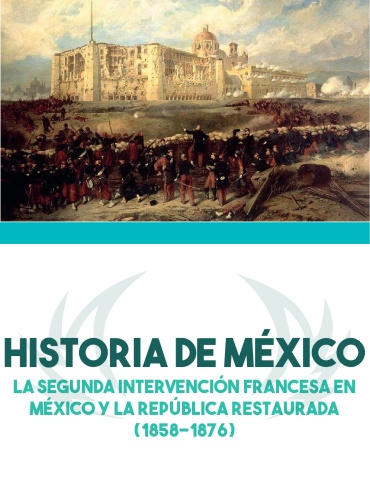 HISTORIA DE MÉXICO
LA SEGUNDA INTERVENCIÓN FRANCESA EN
MÉXICO Y LA REPÚBLICA RESTAURADA
(1858-1876)